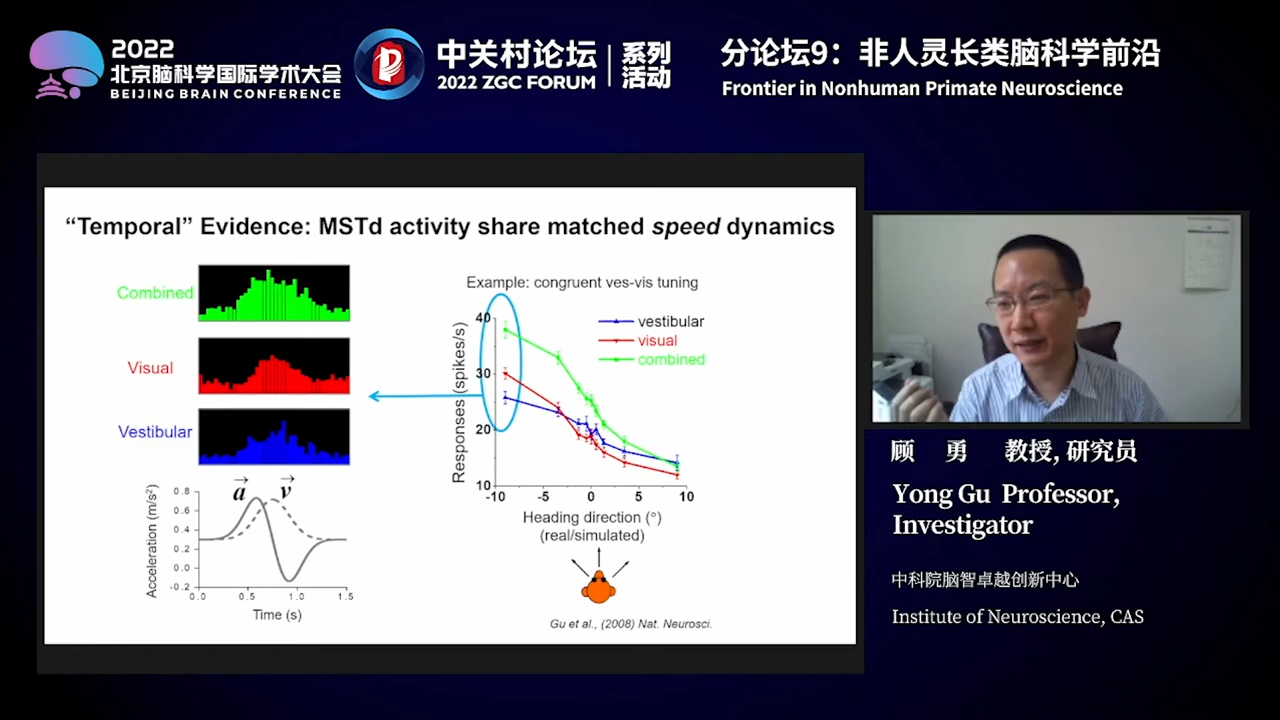 2022
北京脑科学国际学术大会
BEIJING BRAIN CONFERENCE
中关村论坛
2022 ZGC FORUM
系列
活动
分论坛9：非人灵长类脑科学前沿
Frontier in Nonhuman Primate Neuroscience
“Temporal” Evidence: MSTd activity share matched speed dynamics
Combined
Visual
Vestibular
a
v
Acceleration (m/s²)
0.8
0.6
0.4
0.2
0.0
-0.2
0.0 0.5 1.0 1.5
Time (s)
Example: congruent ves-vis tuning
vestibular
visual
combined
Responses (spikes/s)
40
30
20
10
-10 -5 0 5 10
Heading direction (°)
(real/simulated)
Gu et al., (2008) Nat. Neurosci.
顾 勇 教授, 研究员
Yong Gu Professor,
Investigator
中科院脑智卓越创新中心
Institute of Neuroscience, CAS